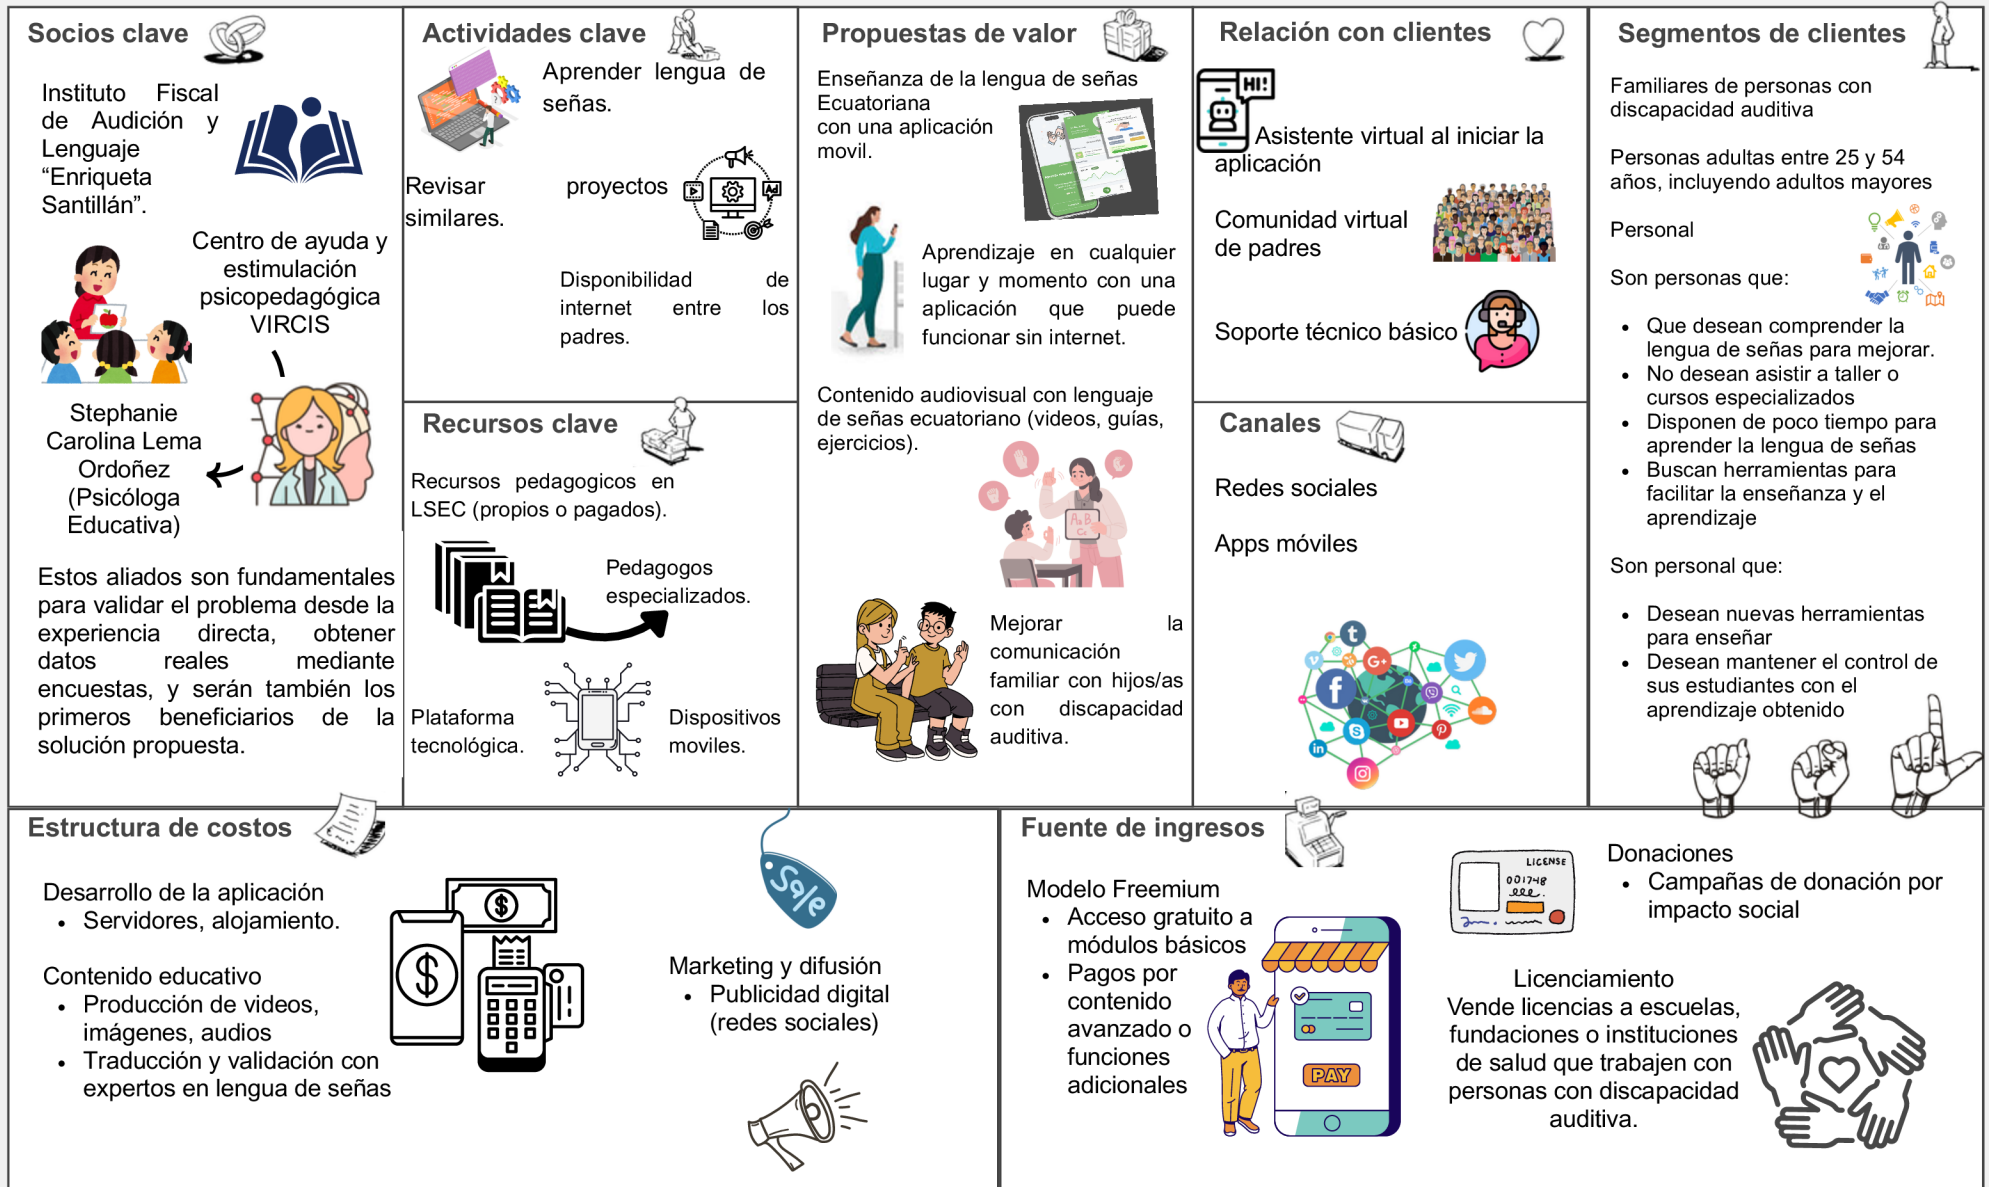 Socios clave
Instituto Fiscal
de Audición y
Lenguaje
“Enriqueta
Santillán”.
Centro de ayuda y
estimulación
psicopedagógica
VIRCIS
Stephanie
Carolina Lema
Ordoñez
(Psicóloga
Educativa)
Estos aliados son fundamentales
para validar el problema desde la
experiencia directa, obtener
datos reales mediante
encuestas, y serán también los
primeros beneficiarios de la
solución propuesta.
Actividades clave
Aprender lengua de
señas.
Revisar proyectos
similares.
Ad
Disponibilidad de
internet entre los
padres.
Recursos clave
Recursos pedagogicos en
LSEC (propios o pagados).
Pedagogos
especializados.
Plataforma
tecnológica.
Dispositivos
moviles.
Propuestas de valor
Enseñanza de la lengua de señas
Ecuatoriana
con una aplicación
movil.
Aprendizaje en cualquier
lugar y momento con una
aplicación que puede
funcionar sin internet.
Contenido audiovisual con lenguaje
de señas ecuatoriano (videos, guías,
ejercicios).
Aa B
Cc
Mejorar la
comunicación
familiar con hijos/as
con discapacidad
auditiva.
Relación con clientes
HI!
Asistente virtual al iniciar la
aplicación
Comunidad virtual
de padres
Soporte técnico básico
Canales
Redes sociales
Apps móviles
Segmentos de clientes
Familiares de personas con
discapacidad auditiva
Personas adultas entre 25 y 54
años, incluyendo adultos mayores
Personal
Son personas que:
• Que desean comprender la
lengua de señas para mejorar.
• No desean asistir a taller o
cursos especializados
• Disponen de poco tiempo para
aprender la lengua de señas
• Buscan herramientas para
facilitar la enseñanza y el
aprendizaje
Son personal que:
• Desean nuevas herramientas
para enseñar
• Desean mantener el control de
sus estudiantes con el
aprendizaje obtenido
Estructura de costos
Desarrollo de la aplicación
• Servidores, alojamiento.
Contenido educativo
• Producción de videos,
imágenes, audios
• Traducción y validación con
expertos en lengua de señas
Sale
Marketing y difusión
• Publicidad digital
(redes sociales)
Fuente de ingresos
Modelo Freemium
• Acceso gratuito a
módulos básicos
• Pagos por
contenido
avanzado o
funciones
adicionales
PAY
LICENSE
001748
Donaciones
• Campañas de donación por
impacto social
Licenciamiento
Vende licencias a escuelas,
fundaciones o instituciones
de salud que trabajen con
personas con discapacidad
auditiva.